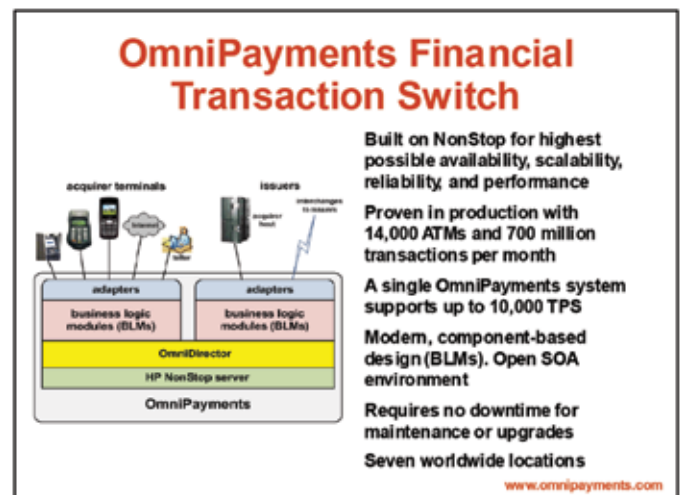 OmniPayments Financial
Transaction Switch
Built on NonStop for highest
possible availability, scalability,
reliability, and performance
Proven in production with
14,000 ATMs and 700 million
transactions per month
A single OmniPayments system
supports up to 10,000 TPS
Modern, component-based
design (BLMs). Open SOA
environment
Requires no downtime for
maintenance or upgrades
Seven worldwide locations
www.omnipayments.com
acquirer terminals
issuers
interchanges
to issuers
acquirer
host
Internet
teller
adapters
business logic
modules (BLMs)
adapters
business logic
modules (BLMs)
OmniDirector
HP NonStop server
OmniPayments